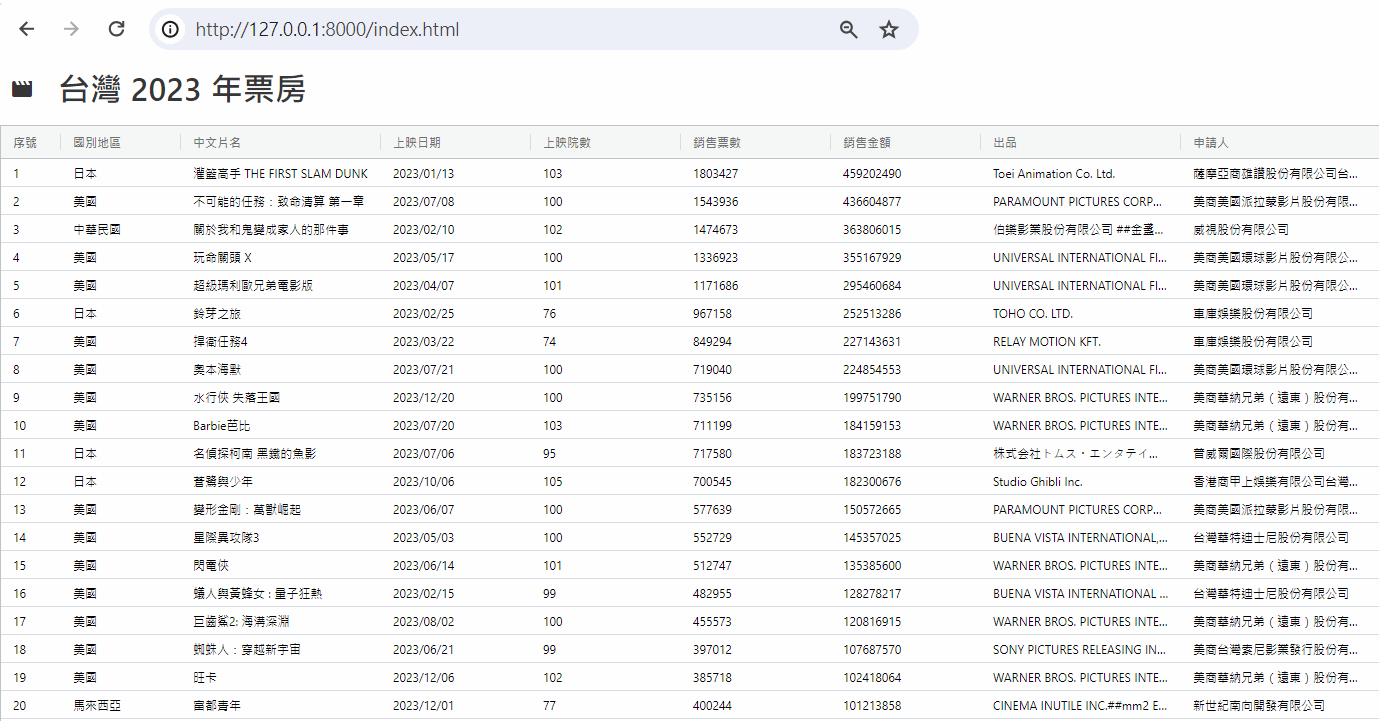 http://127.0.0.1:8000/index.html
台灣 2023 年票房
序號 國別地區 中文片名 上映日期 上映院數 銷售票數 銷售金額 出品 申請人
1 日本 灌籃高手 THE FIRST SLAM DUNK 2023/01/13 103 1803427 459202490 Toei Animation Co. Ltd. 薩摩亞商雄讚股份有限公司台...
2 美國 不可能的任務：致命清算 第一章 2023/07/08 100 1543936 436604877 PARAMOUNT PICTURES CORP... 美商美國派拉蒙影片股份有限...
3 中華民國 關於我和鬼變成家人的那件事 2023/02/10 102 1474673 363806015 伯樂影業股份有限公司 ##金盞... 威視股份有限公司
4 美國 玩命關頭 X 2023/05/17 100 1336923 355167929 UNIVERSAL INTERNATIONAL FI... 美商美國環球影片股份有限公...
5 美國 超級瑪利歐兄弟電影版 2023/04/07 101 1171686 295460684 UNIVERSAL INTERNATIONAL FI... 美商美國環球影片股份有限公...
6 日本 鈴芽之旅 2023/02/25 76 967158 252513286 TOHO CO. LTD. 車庫娛樂股份有限公司
7 美國 捍衛任務4 2023/03/22 74 849294 227143631 RELAY MOTION KFT. 車庫娛樂股份有限公司
8 美國 奧本海默 2023/07/21 100 719040 224854553 UNIVERSAL INTERNATIONAL FI... 美商美國環球影片股份有限公...
9 美國 水行俠 失落王國 2023/12/20 100 735156 199751790 WARNER BROS. PICTURES INTE... 美商華納兄弟（遠東）股份有...
10 美國 Barbie芭比 2023/07/20 103 711199 184159153 WARNER BROS. PICTURES INTE... 美商華納兄弟（遠東）股份有...
11 日本 名偵探柯南 黑鐵的魚影 2023/07/06 95 717580 183723188 株式会社トムス・エンタテイ... 普威爾國際股份有限公司
12 日本 蒼鷺與少年 2023/10/06 105 700545 182300676 Studio Ghibli Inc. 香港商甲上娛樂有限公司台灣...
13 美國 變形金剛：萬獸崛起 2023/06/07 100 577639 150572665 PARAMOUNT PICTURES CORP... 美商美國派拉蒙影片股份有限...
14 美國 星際異攻隊3 2023/05/03 100 552729 145357025 BUENA VISTA INTERNATIONAL,... 台灣華特迪士尼股份有限公司
15 美國 閃電俠 2023/06/14 101 512747 135385600 WARNER BROS. PICTURES INTE... 美商華納兄弟（遠東）股份有...
16 美國 蟻人與黃蜂女 : 量子狂熱 2023/02/15 99 482955 128278217 BUENA VISTA INTERNATIONAL ... 台灣華特迪士尼股份有限公司
17 美國 巨齒鯊2: 海溝深淵 2023/08/02 100 455573 120816915 WARNER BROS. PICTURES INTE... 美商華納兄弟（遠東）股份有...
18 美國 蜘蛛人：穿越新宇宙 2023/06/21 99 397012 107687570 SONY PICTURES RELEASING IN... 美商台灣索尼影業發行股份有...
19 美國 旺卡 2023/12/06 102 385718 102418064 WARNER BROS. PICTURES INTE... 美商華納兄弟（遠東）股份有...
20 馬來西亞 富都青年 2023/12/01 77 400244 101213858 CINEMA INUTILE INC.##mm2 E... 新世紀南向開發有限公司